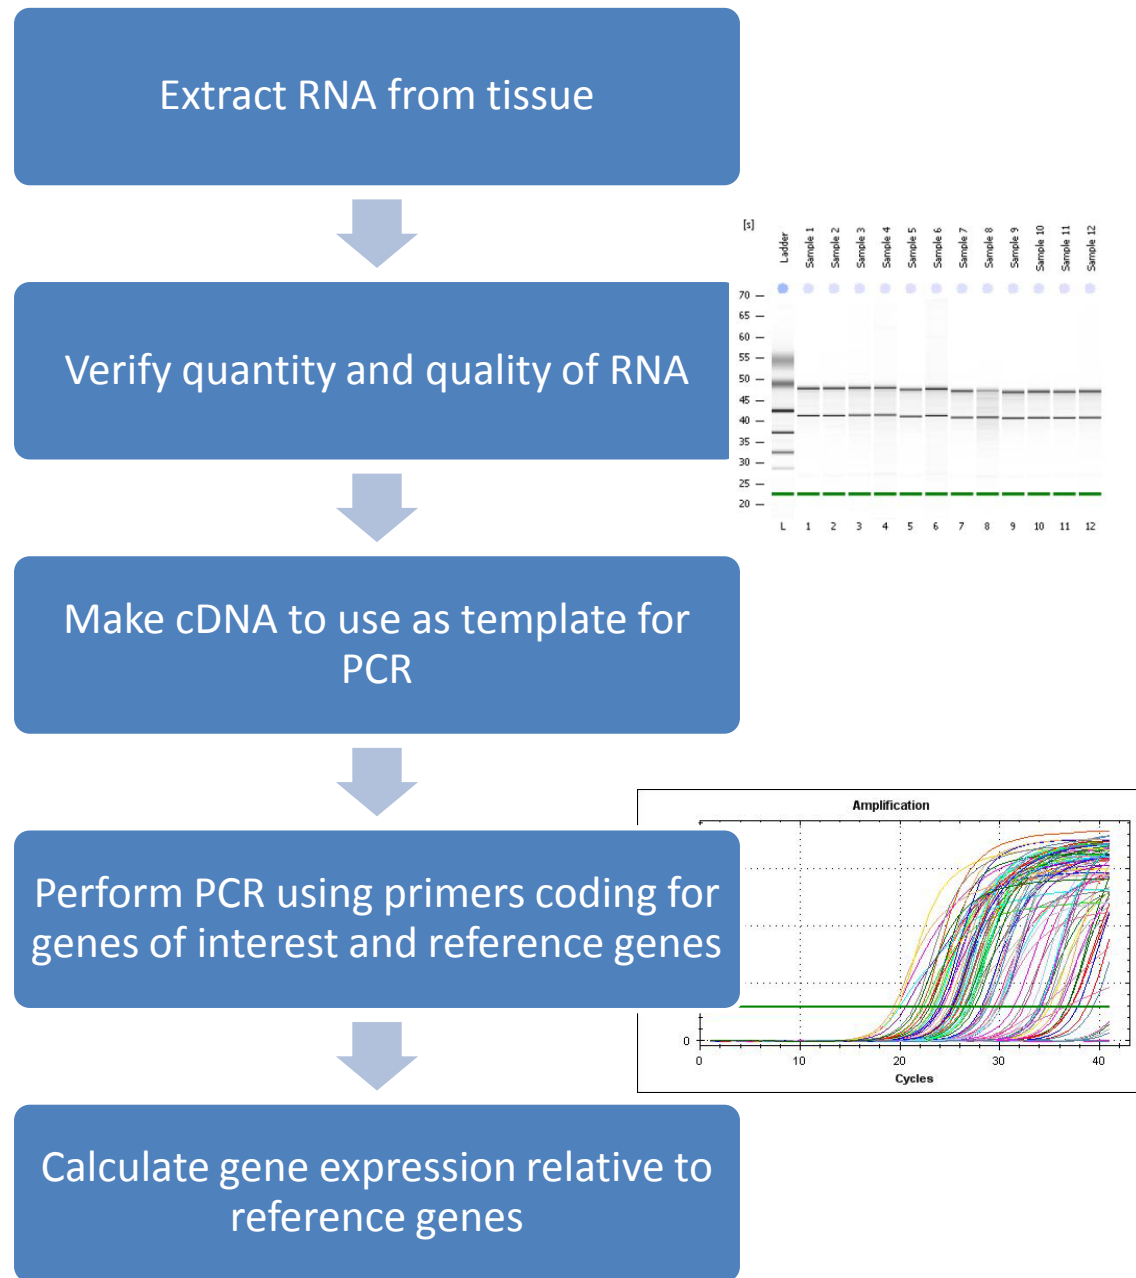 Extract RNA from tissue
Verify quantity and quality of RNA
[s]
Ladder
Sample 1
Sample 2
Sample 3
Sample 4
Sample 5
Sample 6
Sample 7
Sample 8
Sample 9
Sample 10
Sample 11
Sample 12
70
65
60
55
50
45
40
35
30
25
20
L 1 2 3 4 5 6 7 8 9 10 11 12
Make cDNA to use as template for
PCR
Perform PCR using primers coding for
genes of interest and reference genes
Amplification
0
0 10 20 30 40
Cycles
Calculate gene expression relative to
reference genes